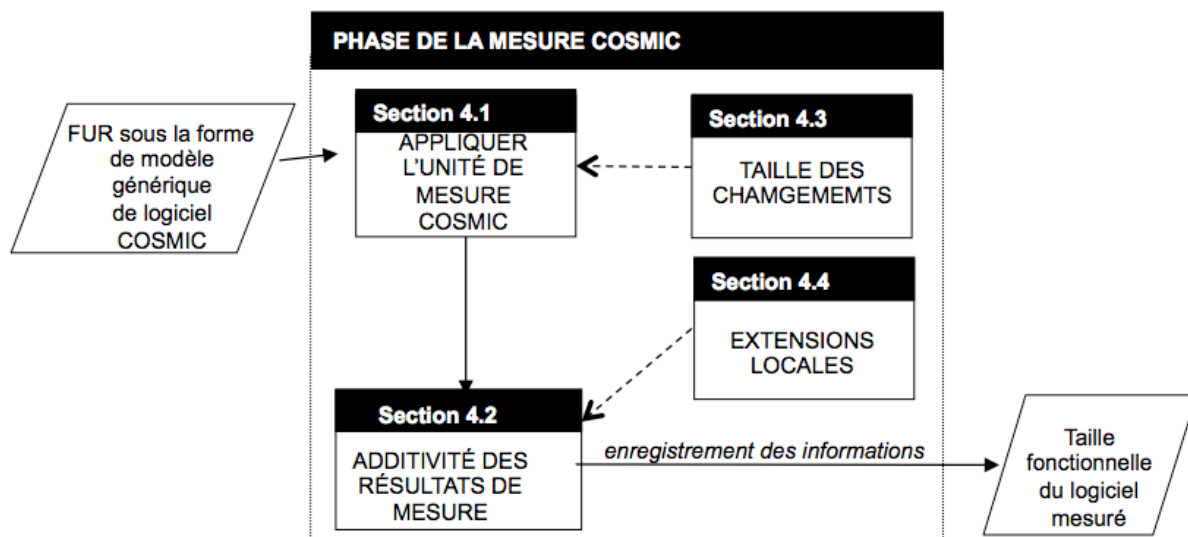 PHASE DE LA MESURE COSMIC
FUR sous la forme
de modèle
générique
de logiciel
COSMIC
Section 4.1
APPLIQUER
L'UNITÉ DE
MESURE
COSMIC
Section 4.3
TAILLE DES
CHAMGEMEMTS
Section 4.4
EXTENSIONS
LOCALES
Section 4.2
ADDITIVITÉ DES
RÉSULTATS DE
MESURE
enregistrement des informations
Taille
fonctionnelle
du logiciel
mesuré